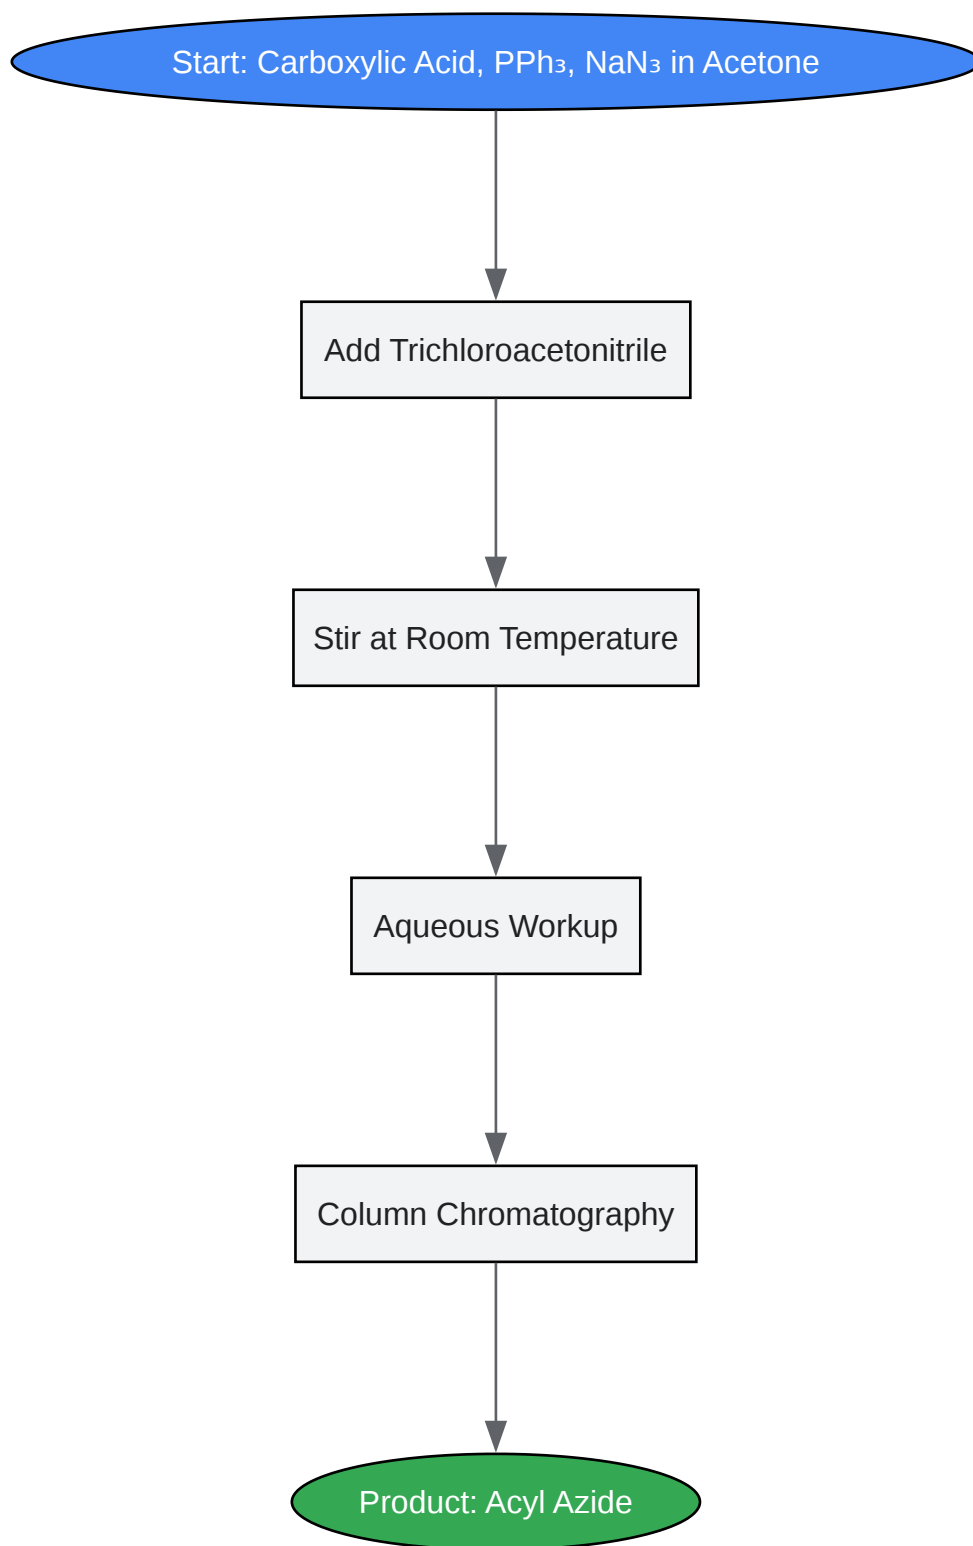 Start: Carboxylic Acid, PPh₃, NaN₃ in Acetone
Add Trichloroacetonitrile
Stir at Room Temperature
Aqueous Workup
Column Chromatography
Product: Acyl Azide